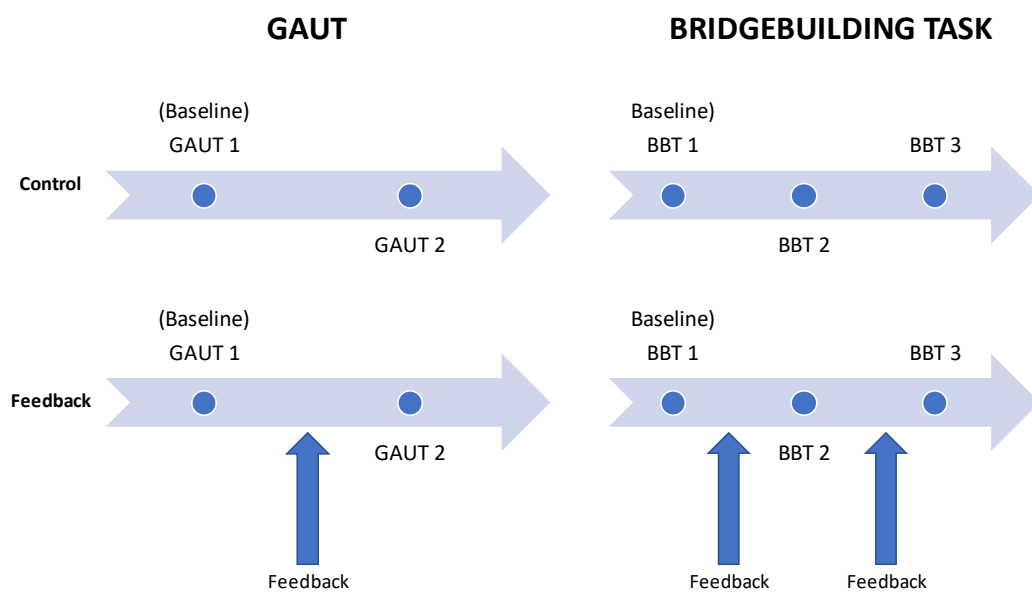 GAUT
BRIDGEBUILDING TASK
(Baseline)
GAUT 1
Baseline)
BBT 1
BBT 3
Control
GAUT 2
BBT 2
(Baseline)
GAUT 1
Baseline)
BBT 1
BBT 3
Feedback
GAUT 2
BBT 2
Feedback
Feedback
Feedback